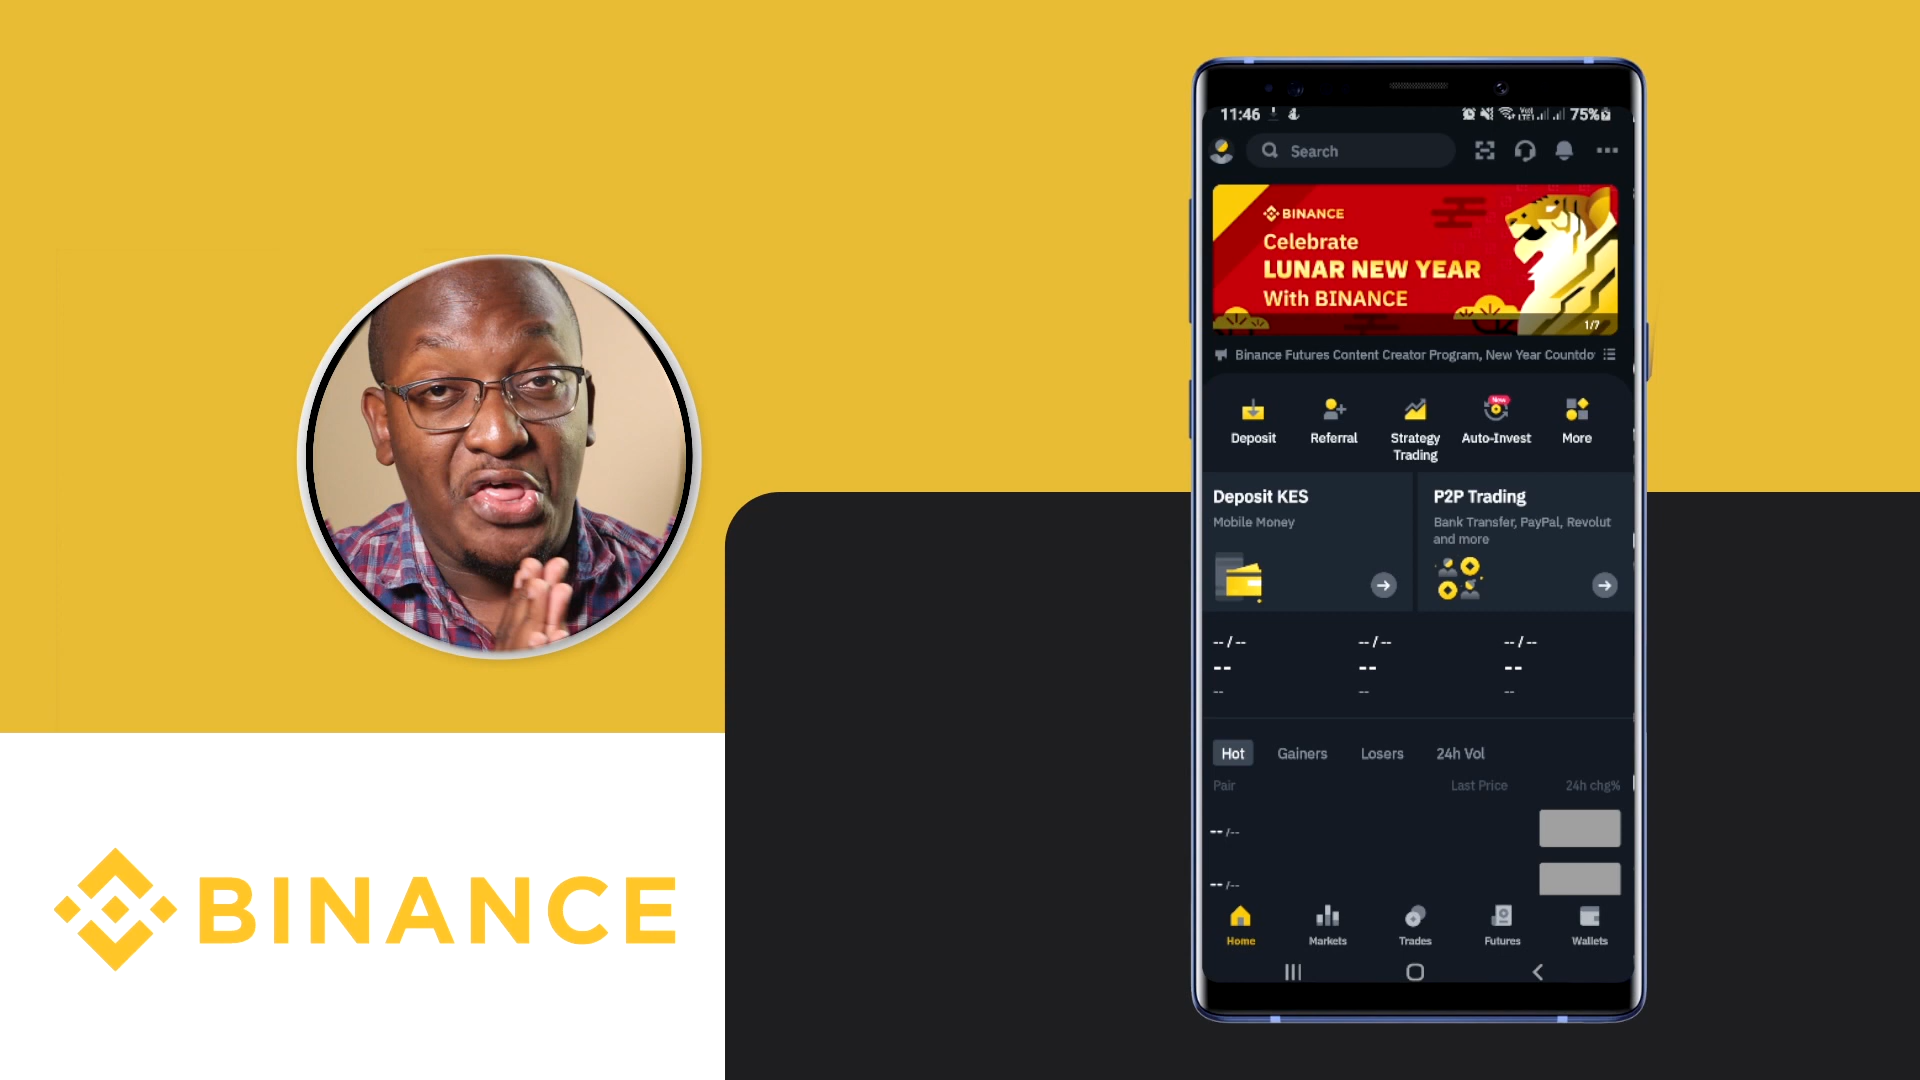 BINANCE
11:46
75%
Search
BINANCE
Celebrate
LUNAR NEW YEAR
With BINANCE
1/7
Binance Futures Content Creator Program, New Year Countdo
New
Deposit
Referral
Strategy
Trading
Auto-Invest
More
Deposit KES
Mobile Money
P2P Trading
Bank Transfer, PayPal, Revolut
and more
-- / --
-- / --
-- / --
--
--
--
--
--
--
Hot
Gainers
Losers
24h Vol
Pair
Last Price
24h chg%
-- /--
-- /--
Home
Markets
Trades
Futures
Wallets